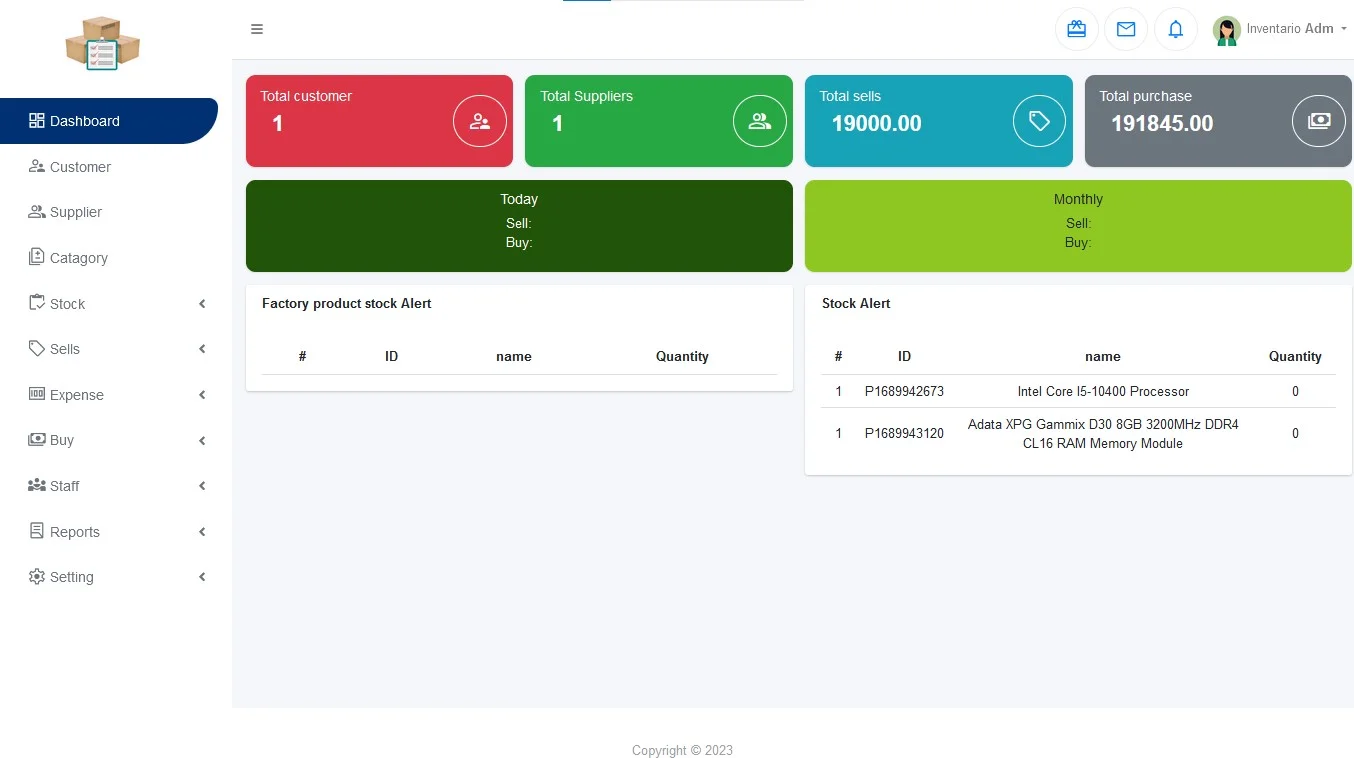 Inventario Adm
Dashboard
Customer
Supplier
Catagory
Stock
Sells
Expense
Buy
Staff
Reports
Setting
Total customer
1
Total Suppliers
1
Total sells
19000.00
Total purchase
191845.00
Today
Sell:
Buy:
Monthly
Sell:
Buy:
Factory product stock Alert
# ID name Quantity
Stock Alert
# ID name Quantity
1 P1689942673 Intel Core I5-10400 Processor 0
1 P1689943120 Adata XPG Gammix D30 8GB 3200MHz DDR4 0
CL16 RAM Memory Module
Copyright © 2023